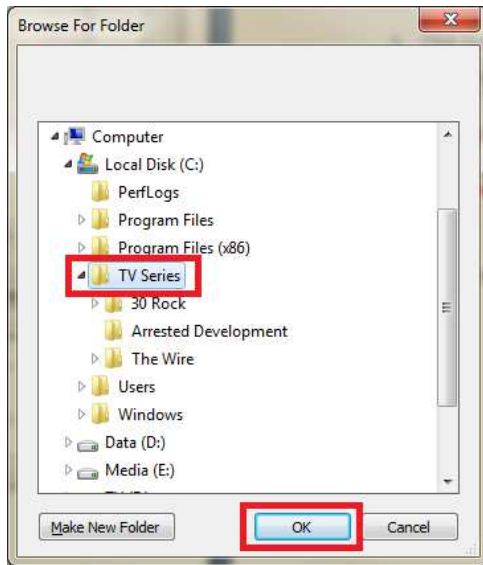 Browse For Folder
Computer
Local Disk (C:)
PerfLogs
Program Files
Program Files (x86)
TV Series
30 Rock
Arrested Development
The Wire
Users
Windows
Data (D:)
Media (E:)
Make New Folder OK Cancel